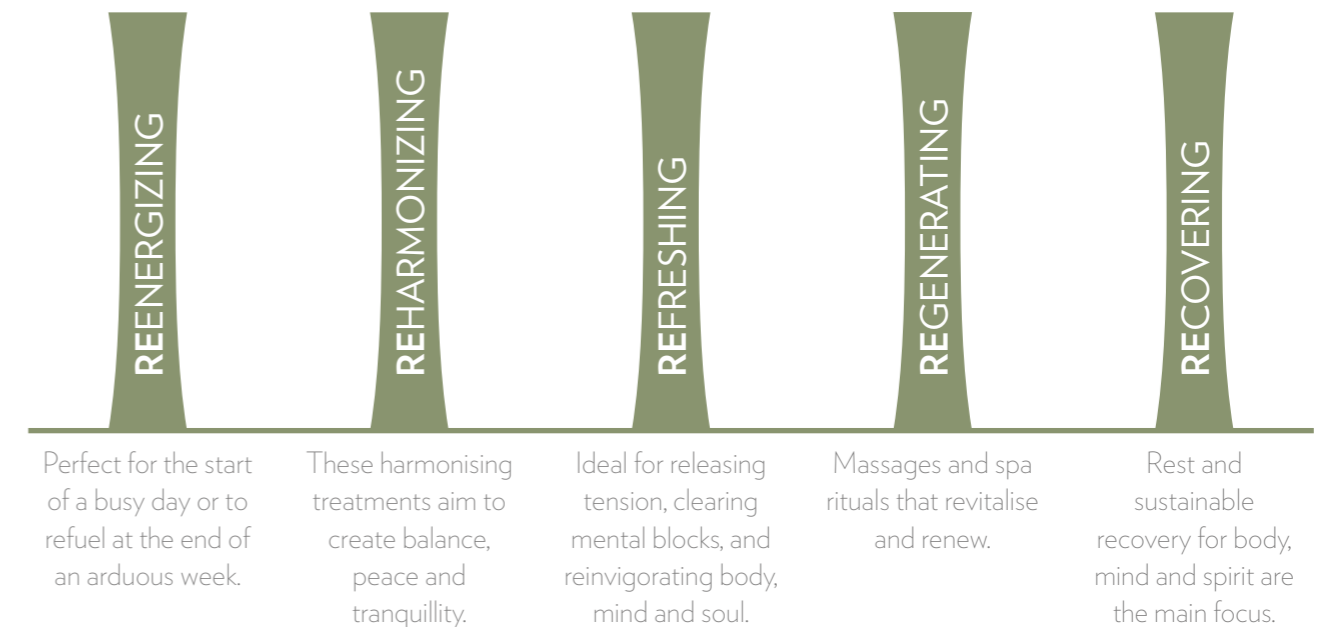 REENERGIZING
Perfect for the start
of a busy day or to
refuel at the end of
an arduous week.
REHARMONIZING
These harmonising
treatments aim to
create balance,
peace and
tranquillity.
REFRESHING
Ideal for releasing
tension, clearing
mental blocks, and
reinvigorating body,
mind and soul.
REGENERATING
Massages and spa
rituals that revitalise
and renew.
RECOVERING
Rest and
sustainable
recovery for body,
mind and spirit are
the main focus.